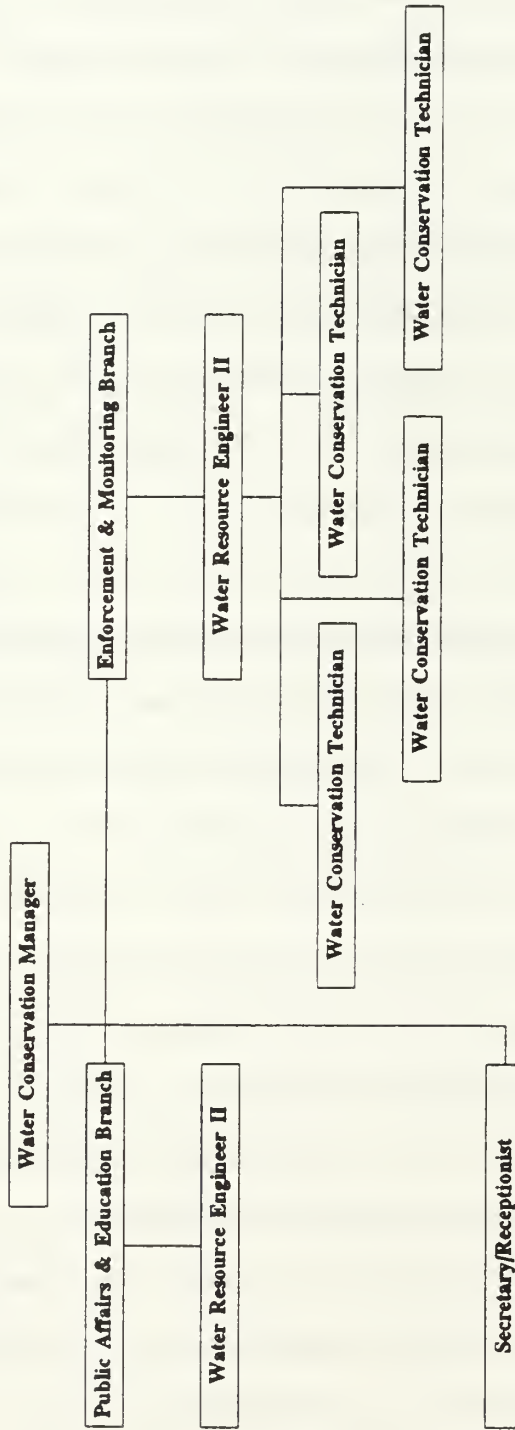 Water Conservation Manager
Public Affairs & Education Branch
Enforcement & Monitoring Branch
Water Resource Engineer II
Water Resource Engineer II
Water Conservation Technician
Water Conservation Technician
Water Conservation Technician
Water Conservation Technician
Secretary/Receptionist